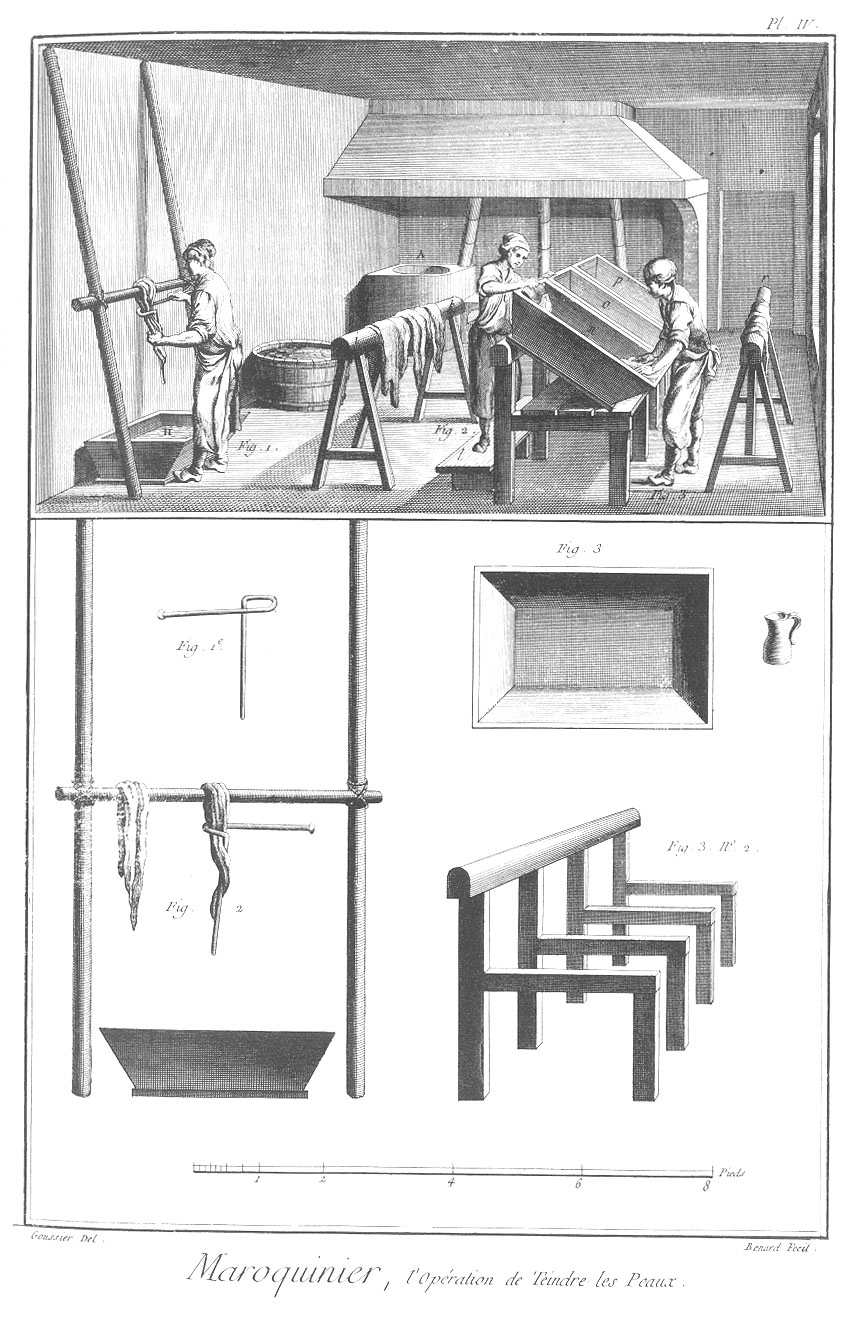 Pl. IV.
A
P
O
n
H
Fig. 1.
Fig. 2.
l
Fig. 3
Fig. 3
Fig. 1e.
Fig. 3. No. 2.
Fig. 2
1 2 4 6 8 Pieds
Goussier Del.
Benard Fecit.
Maroquinier, l'Opération de Teindre les Peaux.